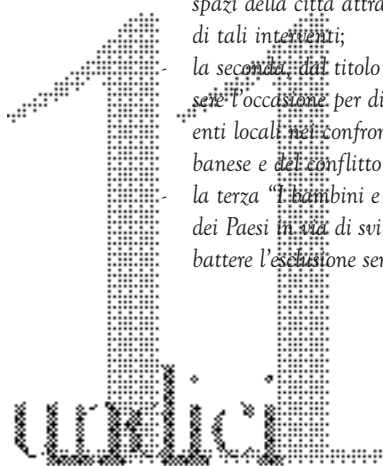 spazi della città attra
di tali interventi;
- la seconda, dal titolo
sere l'occasione per di
enti locali nei confron
banese e del conflitto
- la terza "I bambini e
dei Paesi in via di svi
battere l'esclusione ser
11
undici